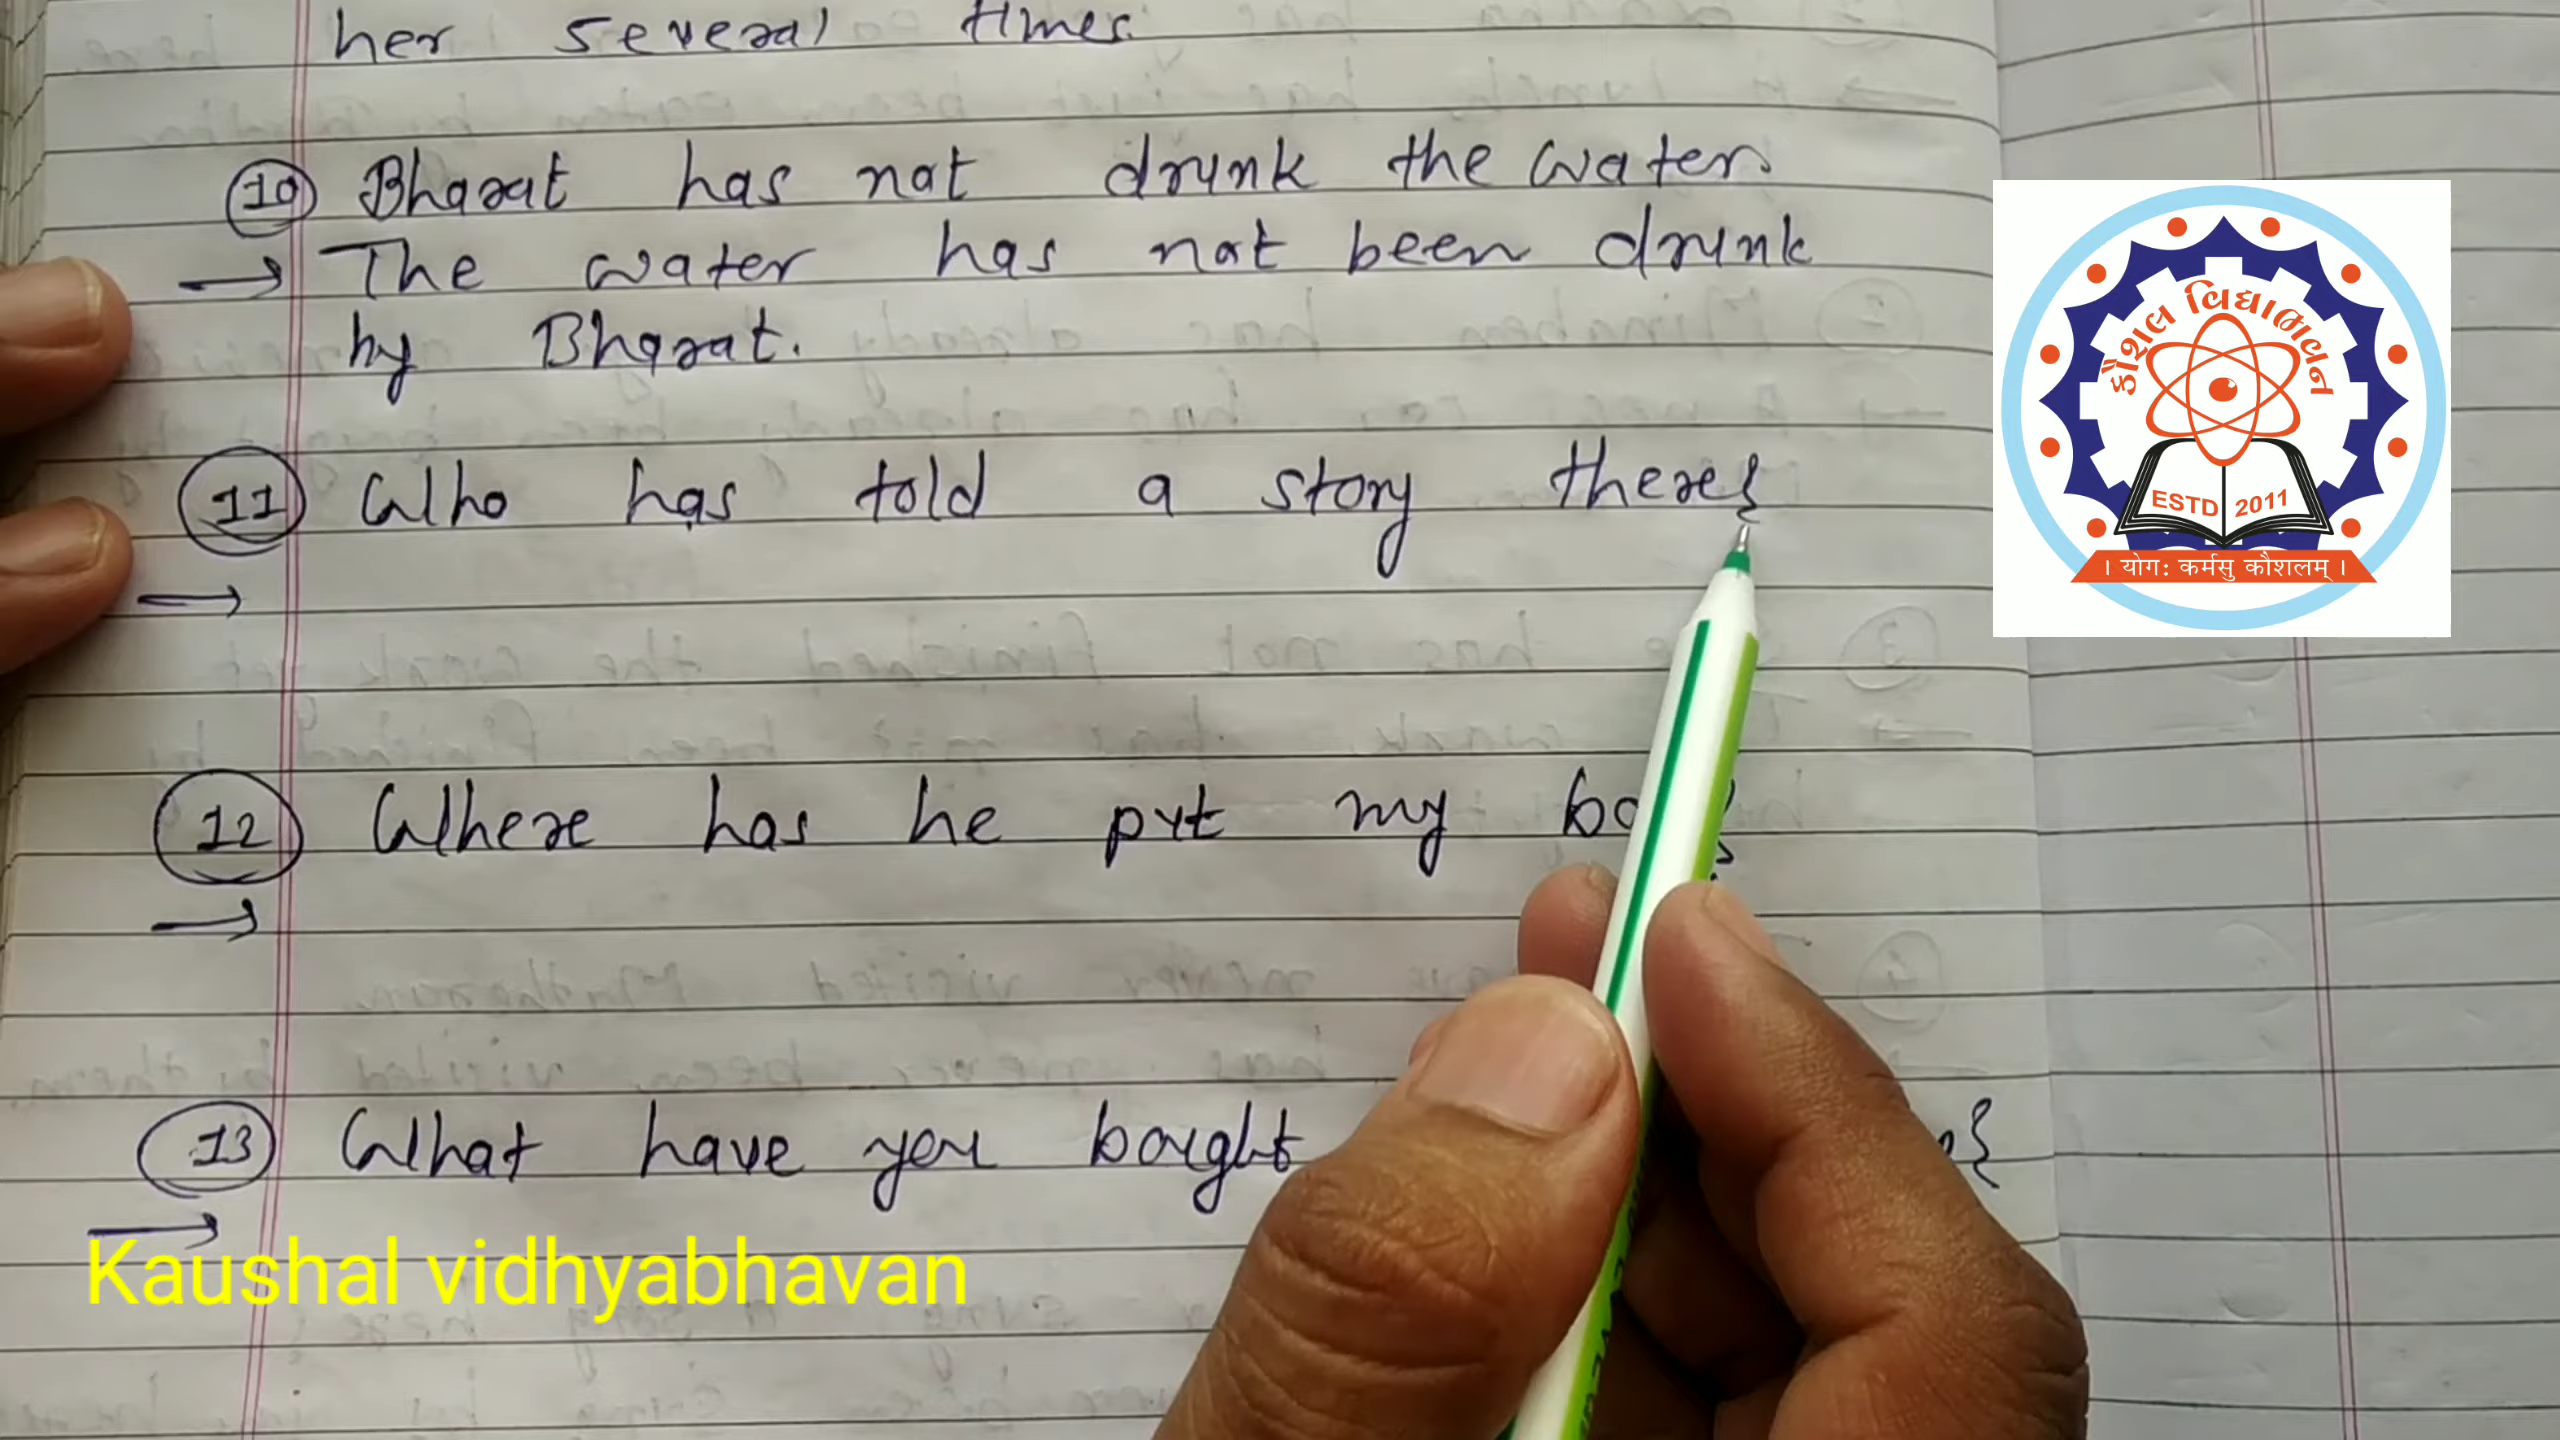 her several times.
10 Bharat has not drunk the water.
→ The water has not been drunk
by Bharat.
11 Who has told a story there?
→
12 Where has he put my
→
13 What have you bought
→
Kaushal vidhyabhavan
કૌશલ વિદ્યાભવન
ESTD 2011
। योगः कर्मसु कौशलम् ।